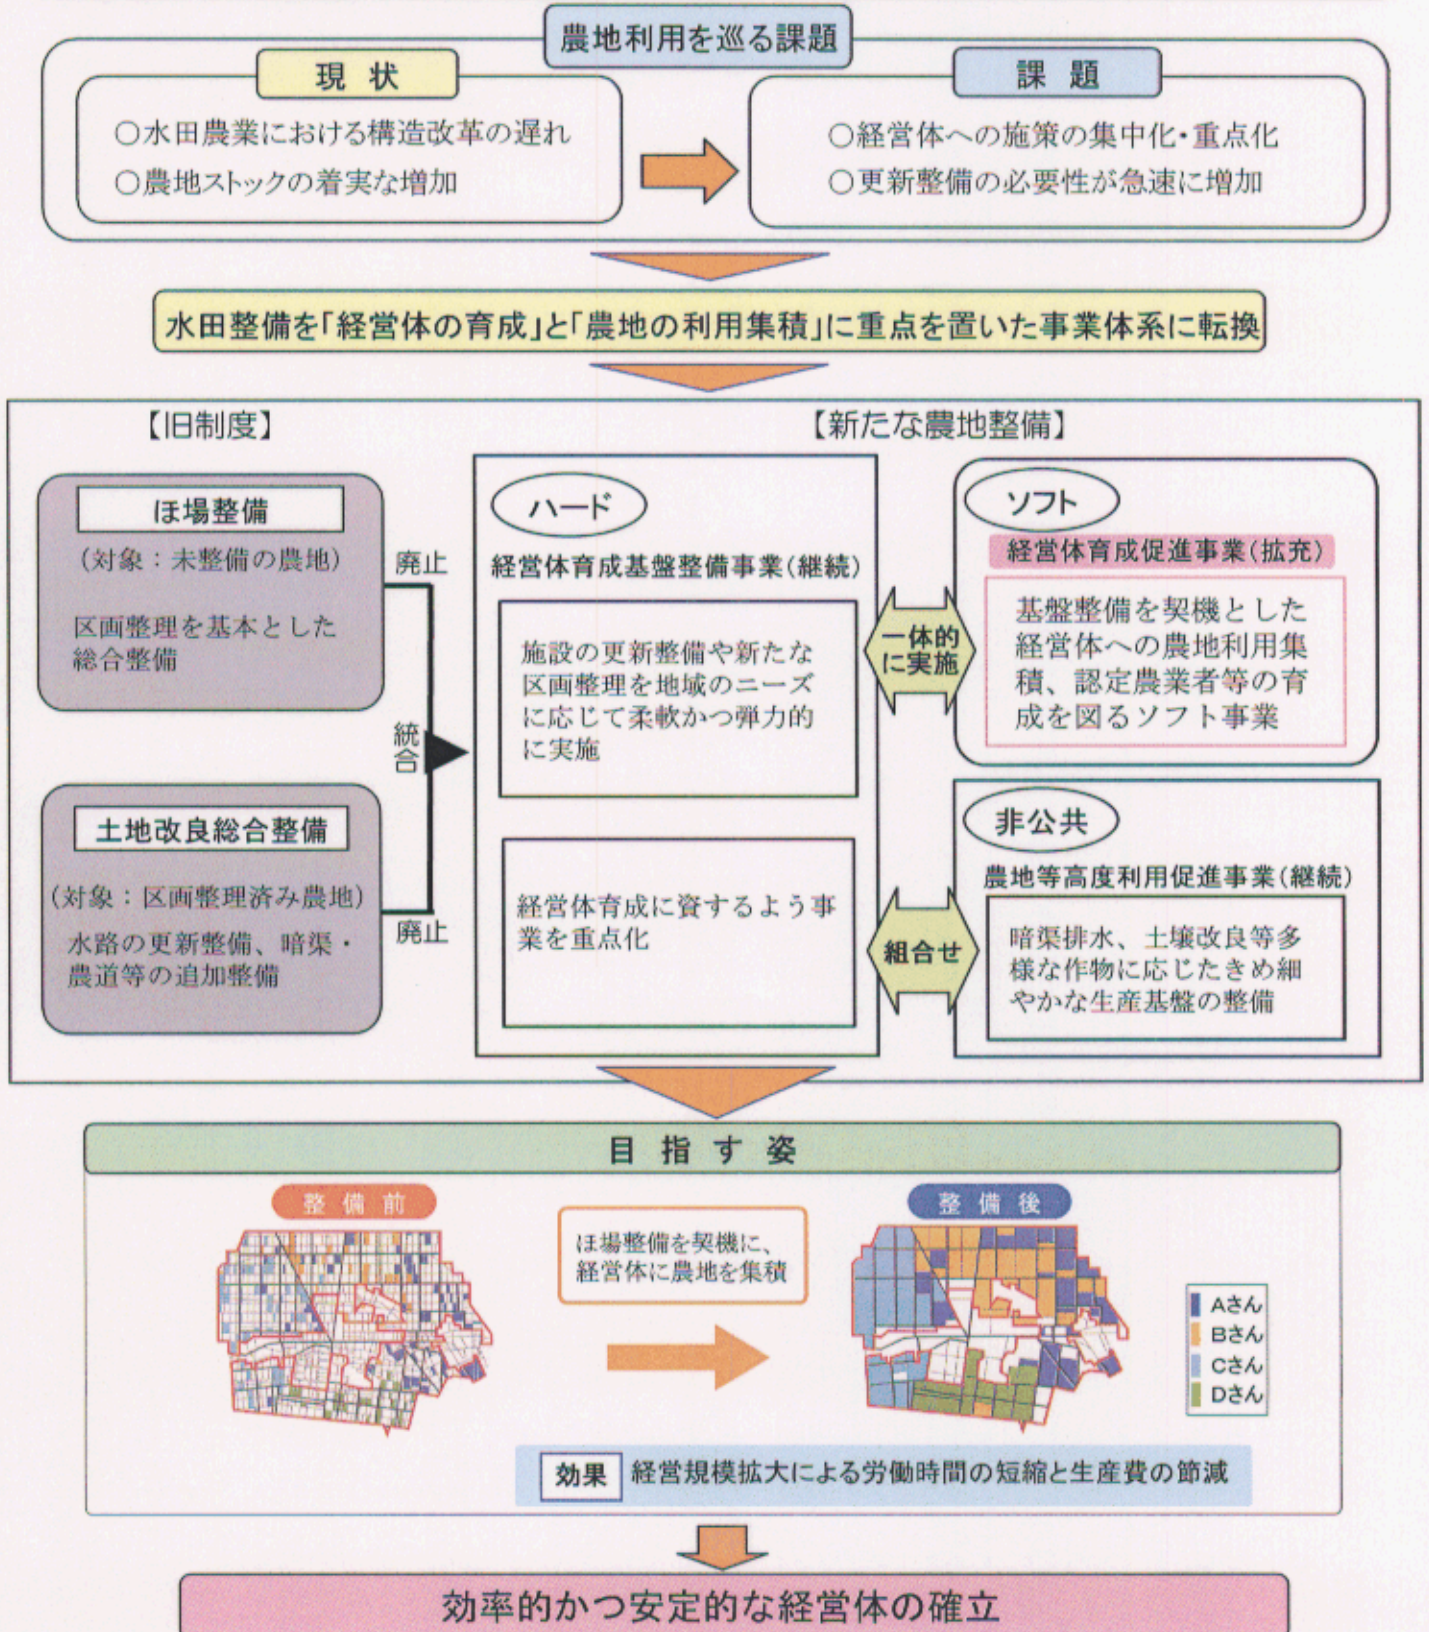 農地利用を巡る課題
現状
○水田農業における構造改革の遅れ
○農地ストックの着実な増加
課題
○経営体への施策の集中化・重点化
○更新整備の必要性が急速に増加
水田整備を「経営体の育成」と「農地の利用集積」に重点を置いた事業体系に転換
【旧制度】
【新たな農地整備】
ほ場整備
(対象：未整備の農地)
区画整理を基本とした
総合整備
廃止
統合
土地改良総合整備
(対象：区画整理済み農地)
水路の更新整備、暗渠・
農道等の追加整備
廃止
ハード
経営体育成基盤整備事業(継続)
施設の更新整備や新たな
区画整理を地域のニーズ
に応じて柔軟かつ弾力的
に実施
経営体育成に資するよう事
業を重点化
一体的
に実施
組合せ
ソフト
経営体育成促進事業(拡充)
基盤整備を契機とした
経営体への農地利用集
積、認定農業者等の育
成を図るソフト事業
非公共
農地等高度利用促進事業(継続)
暗渠排水、土壌改良等多
様な作物に応じたきめ細
やかな生産基盤の整備
目指す姿
整備前
ほ場整備を契機に、
経営体に農地を集積
整備後
Aさん
Bさん
Cさん
Dさん
効果 経営規模拡大による労働時間の短縮と生産費の節減
効率的かつ安定的な経営体の確立